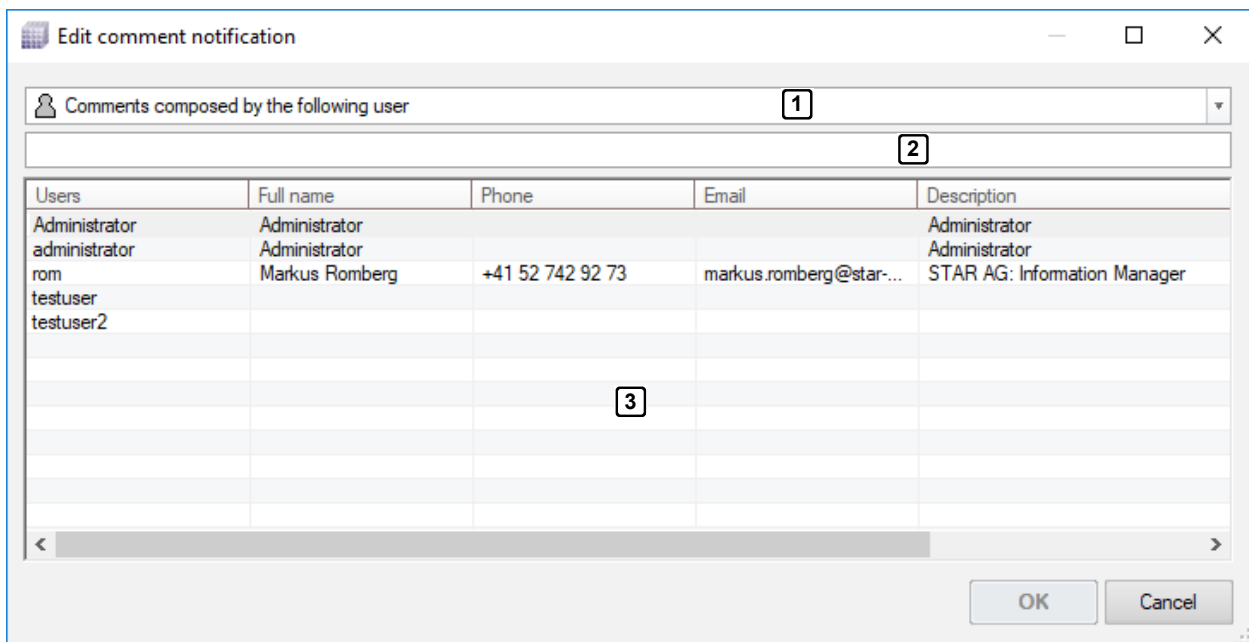 Edit comment notification
Comments composed by the following user 1
2
Users Full name Phone Email Description
Administrator Administrator Administrator
administrator Administrator Administrator
rom Markus Romberg +41 52 742 92 73 markus.romberg@star-... STAR AG: Information Manager
testuser
testuser2
3
OK Cancel